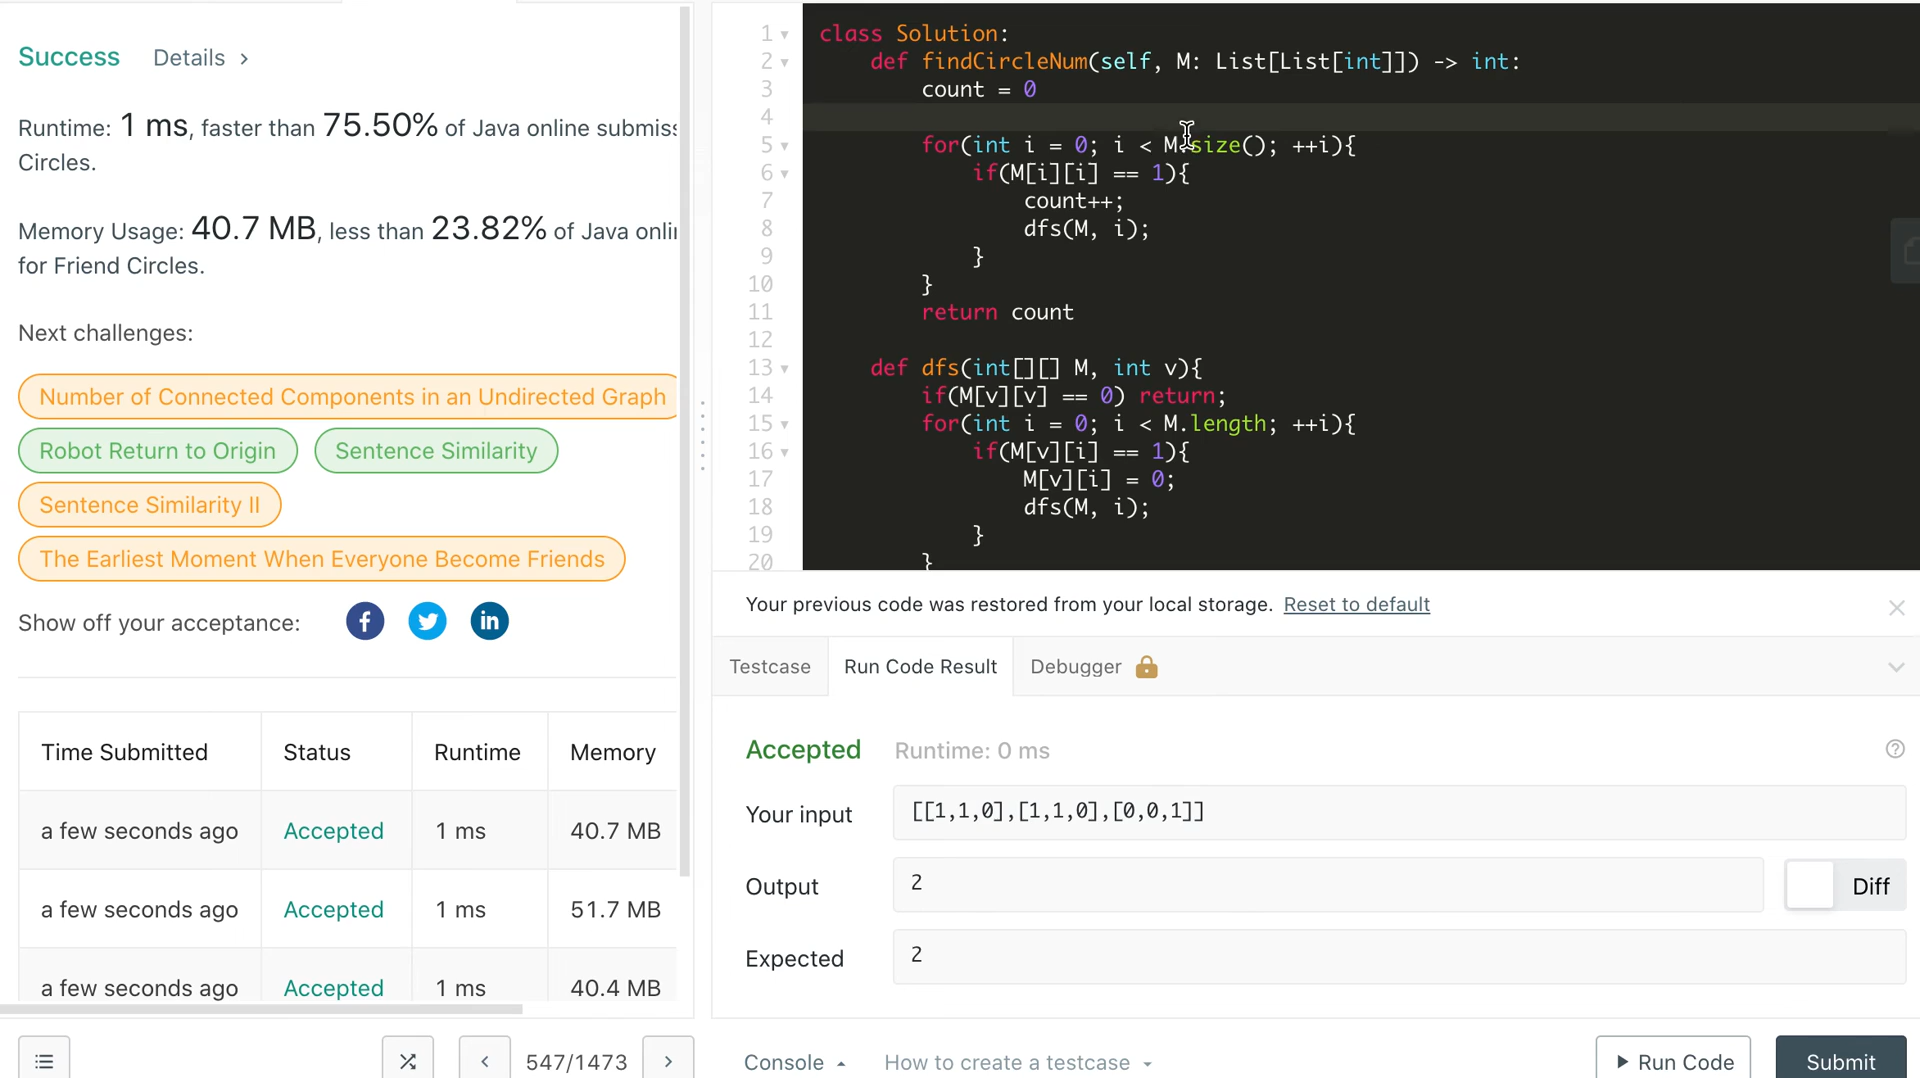 Success Details >
Runtime: 1 ms, faster than 75.50% of Java online submiss
Circles.
Memory Usage: 40.7 MB, less than 23.82% of Java onlin
for Friend Circles.
Next challenges:
Number of Connected Components in an Undirected Graph
Robot Return to Origin
Sentence Similarity
Sentence Similarity II
The Earliest Moment When Everyone Become Friends
Show off your acceptance:
Time Submitted Status Runtime Memory
a few seconds ago Accepted 1 ms 40.7 MB
a few seconds ago Accepted 1 ms 51.7 MB
a few seconds ago Accepted 1 ms 40.4 MB
547/1473
1 class Solution:
2 def findCircleNum(self, M: List[List[int]]) -> int:
3 count = 0
4
5 for(int i = 0; i < M.size(); ++i){
6 if(M[i][i] == 1){
7 count++;
8 dfs(M, i);
9 }
10 }
11 return count
12
13 def dfs(int[][] M, int v){
14 if(M[v][v] == 0) return;
15 for(int i = 0; i < M.length; ++i){
16 if(M[v][i] == 1){
17 M[v][i] = 0;
18 dfs(M, i);
19 }
20 }
Your previous code was restored from your local storage. Reset to default
Testcase Run Code Result Debugger
Accepted Runtime: 0 ms
Your input [[1,1,0],[1,1,0],[0,0,1]]
Output 2 Diff
Expected 2
Console How to create a testcase Run Code Submit